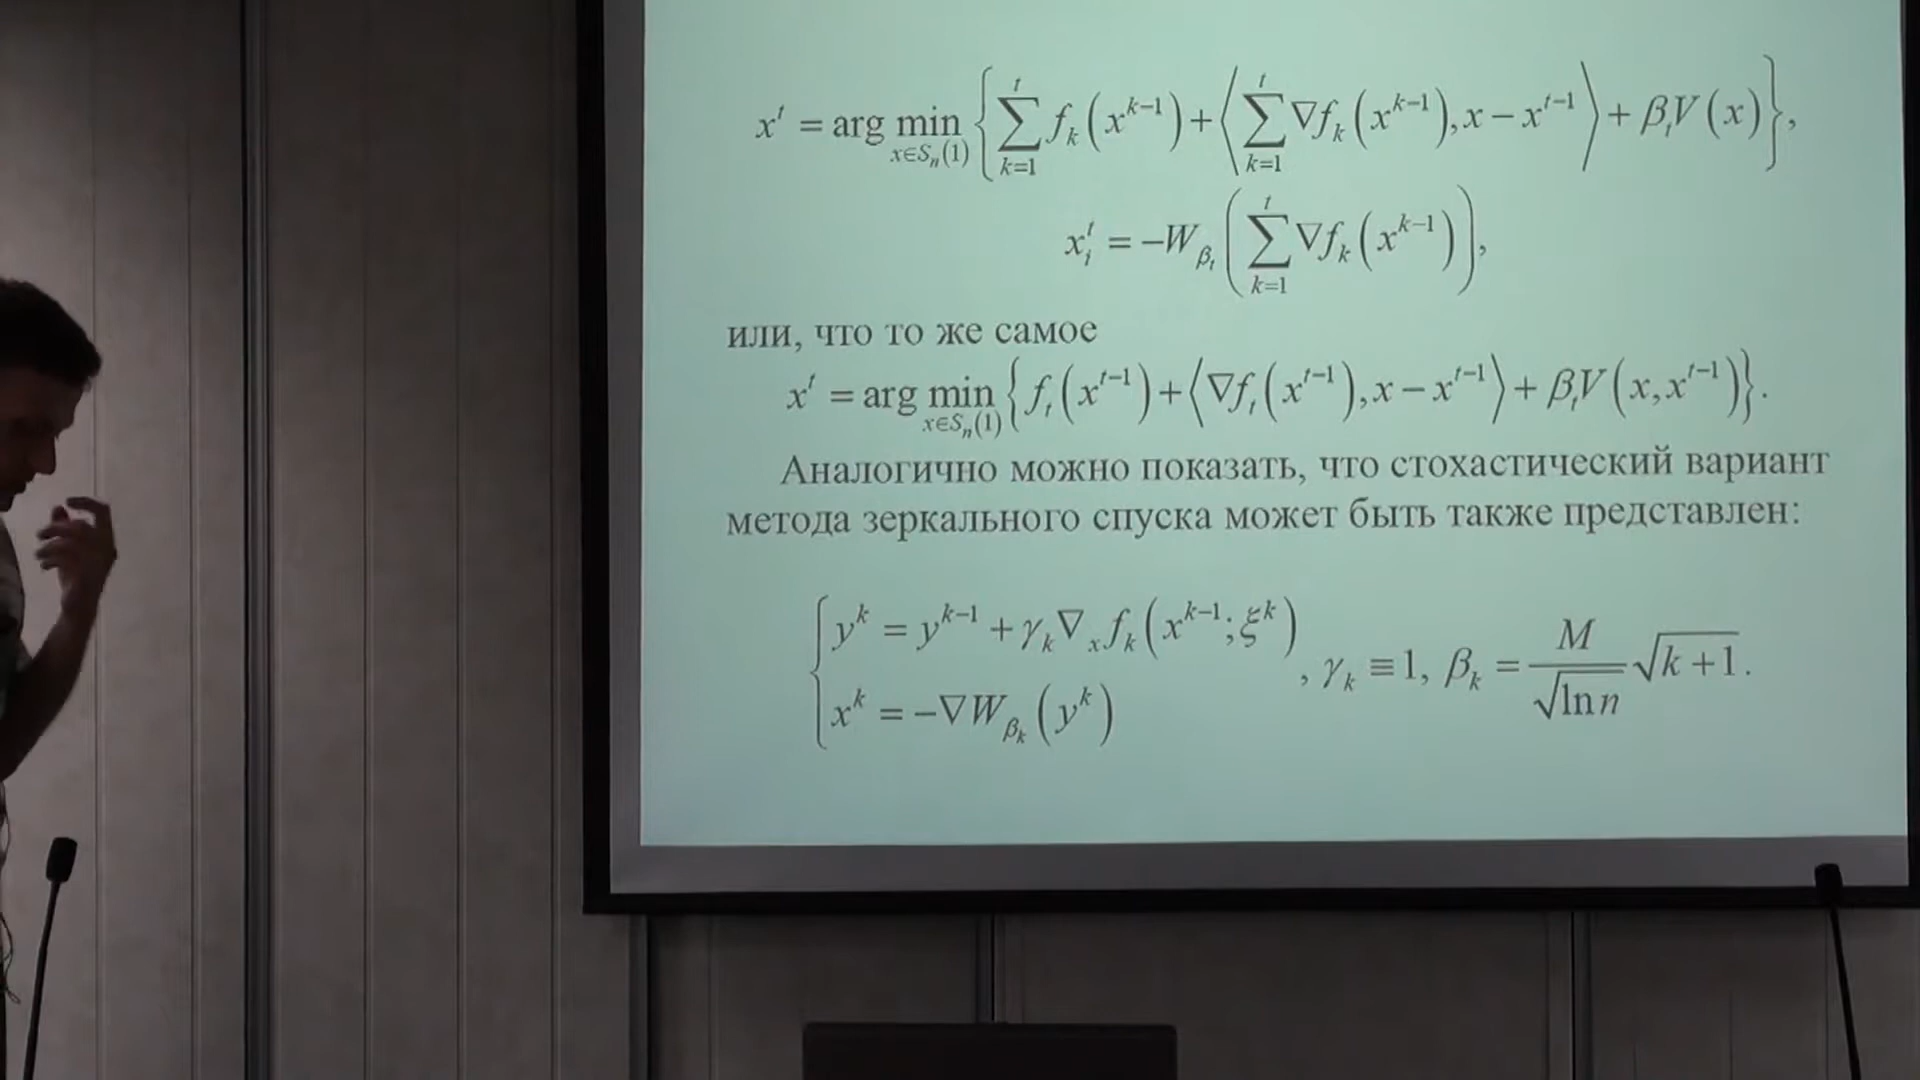 x^t = arg min_{x∈S_n(1)} { ∑_{k=1}^{t} f_k(x^{k−1}) + ⟨ ∑_{k=1}^{t} ∇f_k(x^{k−1}), x − x^{t−1} ⟩ + β_t V(x) },
x_i^t = −W_{β_t} ( ∑_{k=1}^{t} ∇f_k(x^{k−1}) ),
или, что то же самое
x^t = arg min_{x∈S_n(1)} { f_t(x^{t−1}) + ⟨ ∇f_t(x^{t−1}), x − x^{t−1} ⟩ + β_t V(x, x^{t−1}) }.
Аналогично можно показать, что стохастический вариант
метода зеркального спуска может быть также представлен:
{ y^k = y^{k−1} + γ_k ∇_x f_k(x^{k−1}; ξ^k)
x^k = −∇W_{β_k}(y^k) , γ_k ≡ 1, β_k = M/√(ln n) √(k+1).